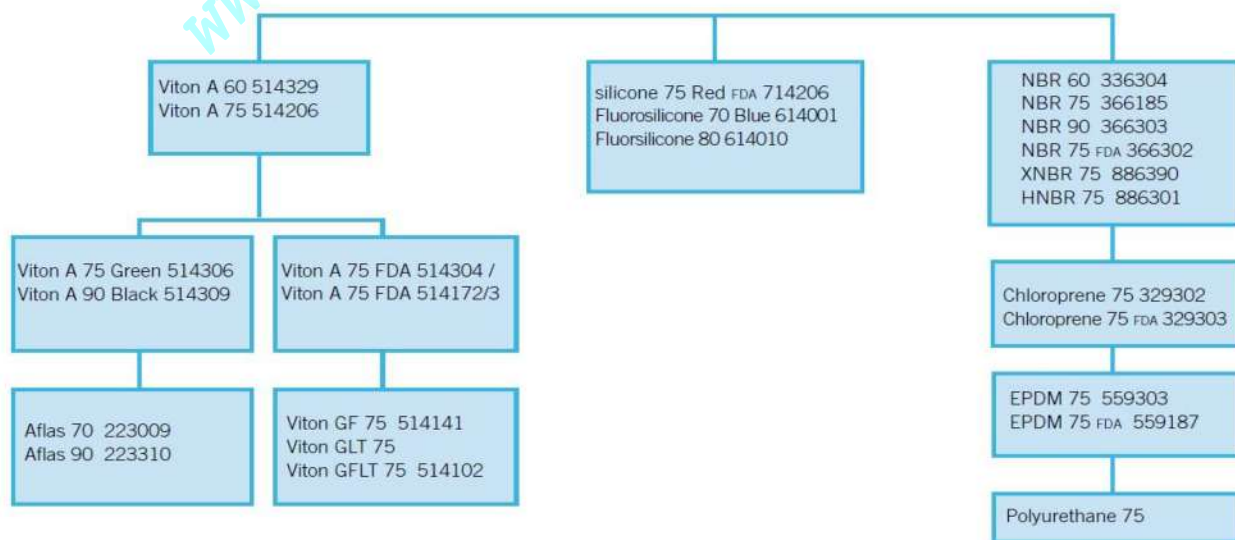 ww
Viton A 60 514329
Viton A 75 514206
silicone 75 Red FDA 714206
Fluorosilicone 70 Blue 614001
Fluorsilicone 80 614010
NBR 60 336304
NBR 75 366185
NBR 90 366303
NBR 75 FDA 366302
XNBR 75 886390
HNBR 75 886301
Viton A 75 Green 514306
Viton A 90 Black 514309
Viton A 75 FDA 514304 /
Viton A 75 FDA 514172/3
Chloroprene 75 329302
Chloroprene 75 FDA 329303
Aflas 70 223009
Aflas 90 223310
Viton GF 75 514141
Viton GLT 75
Viton GFLT 75 514102
EPDM 75 559303
EPDM 75 FDA 559187
Polyurethane 75